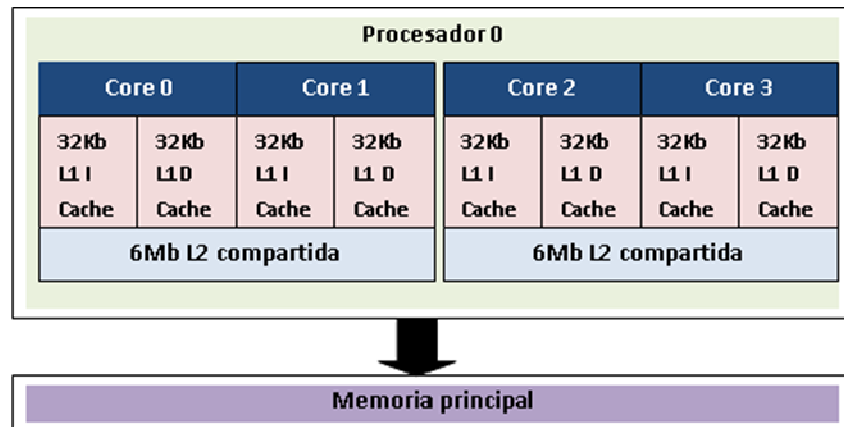 Procesador 0
Core 0 Core 1 Core 2 Core 3
32Kb 32Kb 32Kb 32Kb 32Kb 32Kb 32Kb 32Kb
L1 I L1D L1 I L1 D L1 I L1 D L1 I L1 D
Cache Cache Cache Cache Cache Cache Cache Cache
6Mb L2 compartida 6Mb L2 compartida
Memoria principal